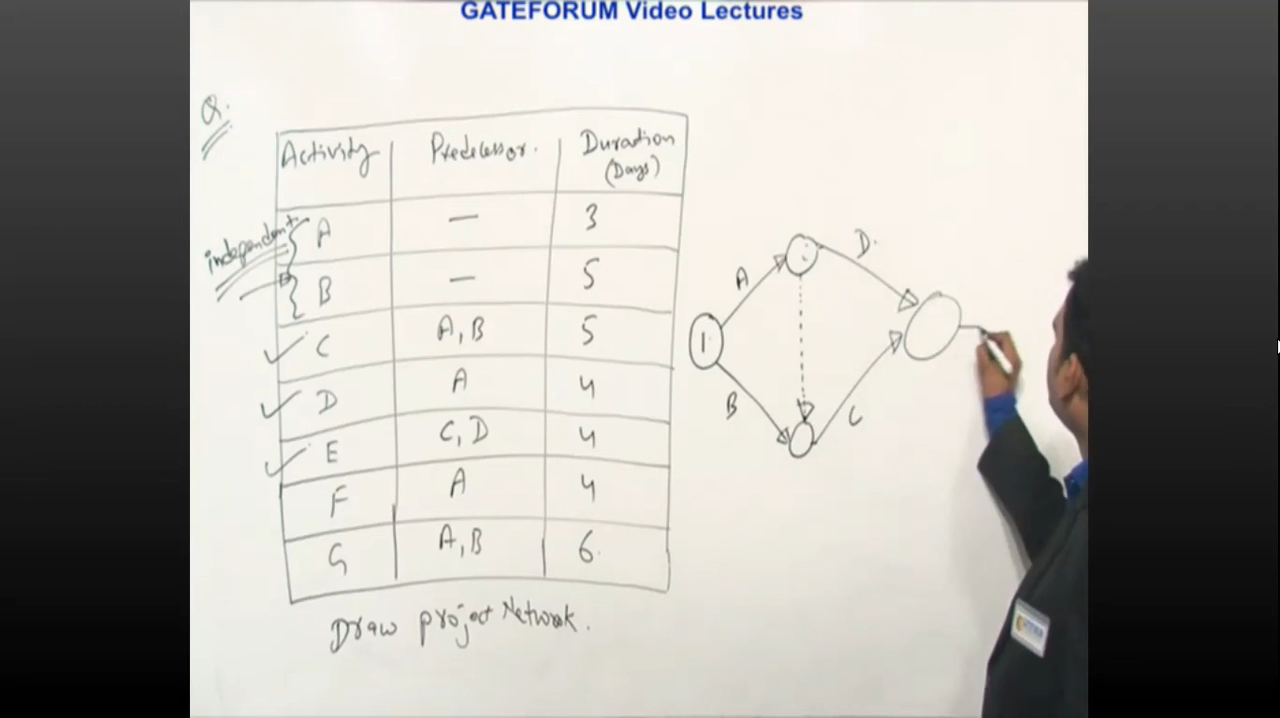 GATEFORUM Video Lectures
Q.
Activity Predecessor. Duration (Days)
independent
A — 3
B — 5
C A, B 5
D A 4
E C, D 4
F A 4
G A, B 6.
Draw project Network.
1
A
B
D.
C